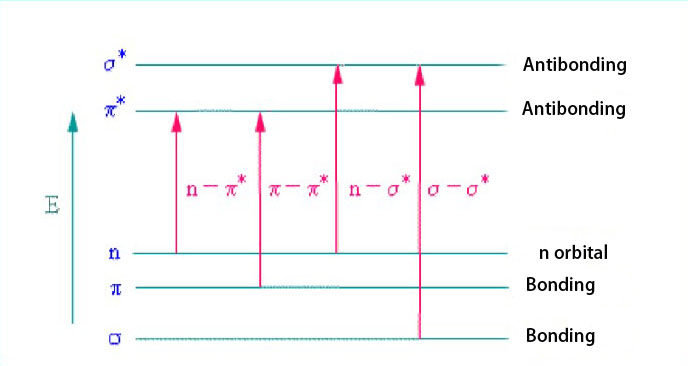 σ* Antibonding
π* Antibonding
n – π* π – π* n – σ* σ – σ*
E
n n orbital
π Bonding
σ Bonding